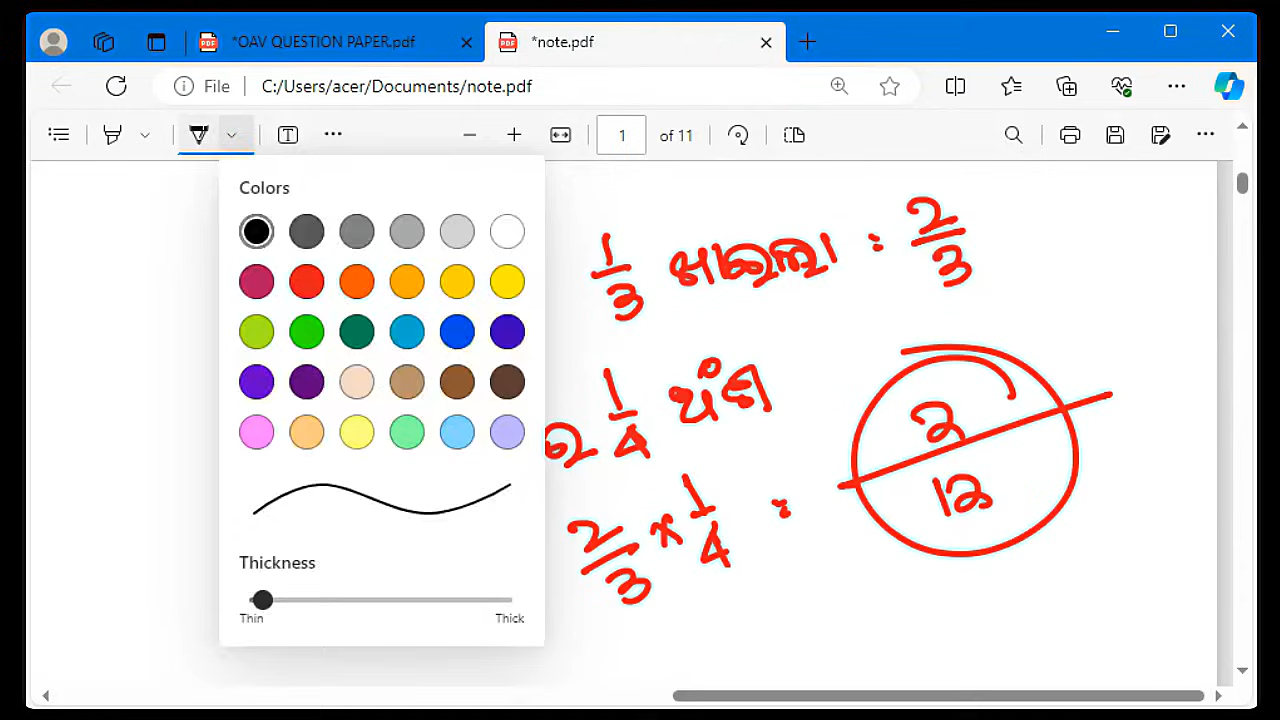 *OAV QUESTION PAPER.pdf
*note.pdf
File C:/Users/acer/Documents/note.pdf
1 of 11
Colors
Thickness
Thin Thick
1/3 ଖାଇଲା = 2/3
ର 1/4 ଅଂଶ
2/3 x 1/4 = 2/12